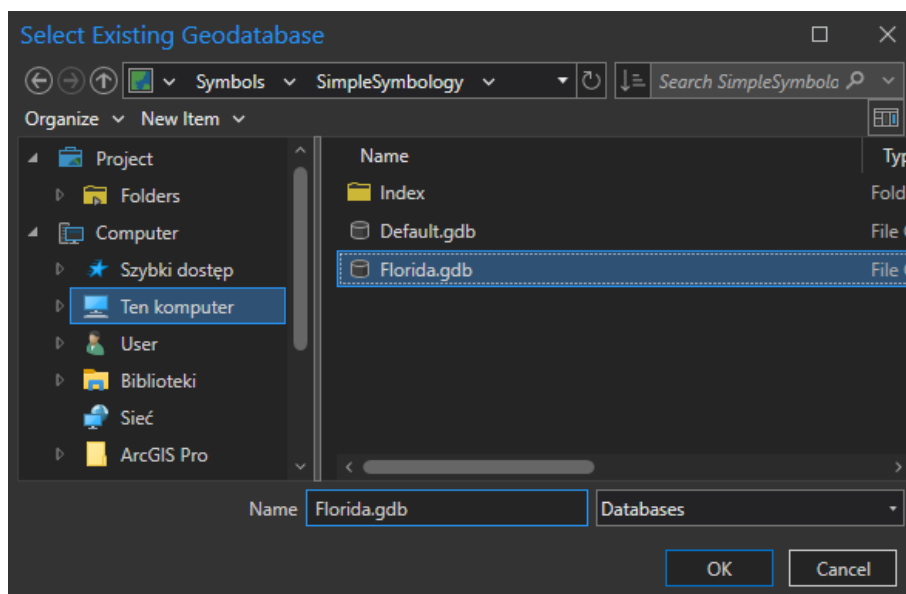 Select Existing Geodatabase
Symbols SimpleSymbology Search SimpleSymbolo
Organize New Item
Project
Folders
Computer
Szybki dostęp
Ten komputer
User
Biblioteki
Sieć
ArcGIS Pro
Name Typ
Index Fold
Default.gdb File
Florida.gdb File
Name Florida.gdb Databases
OK Cancel